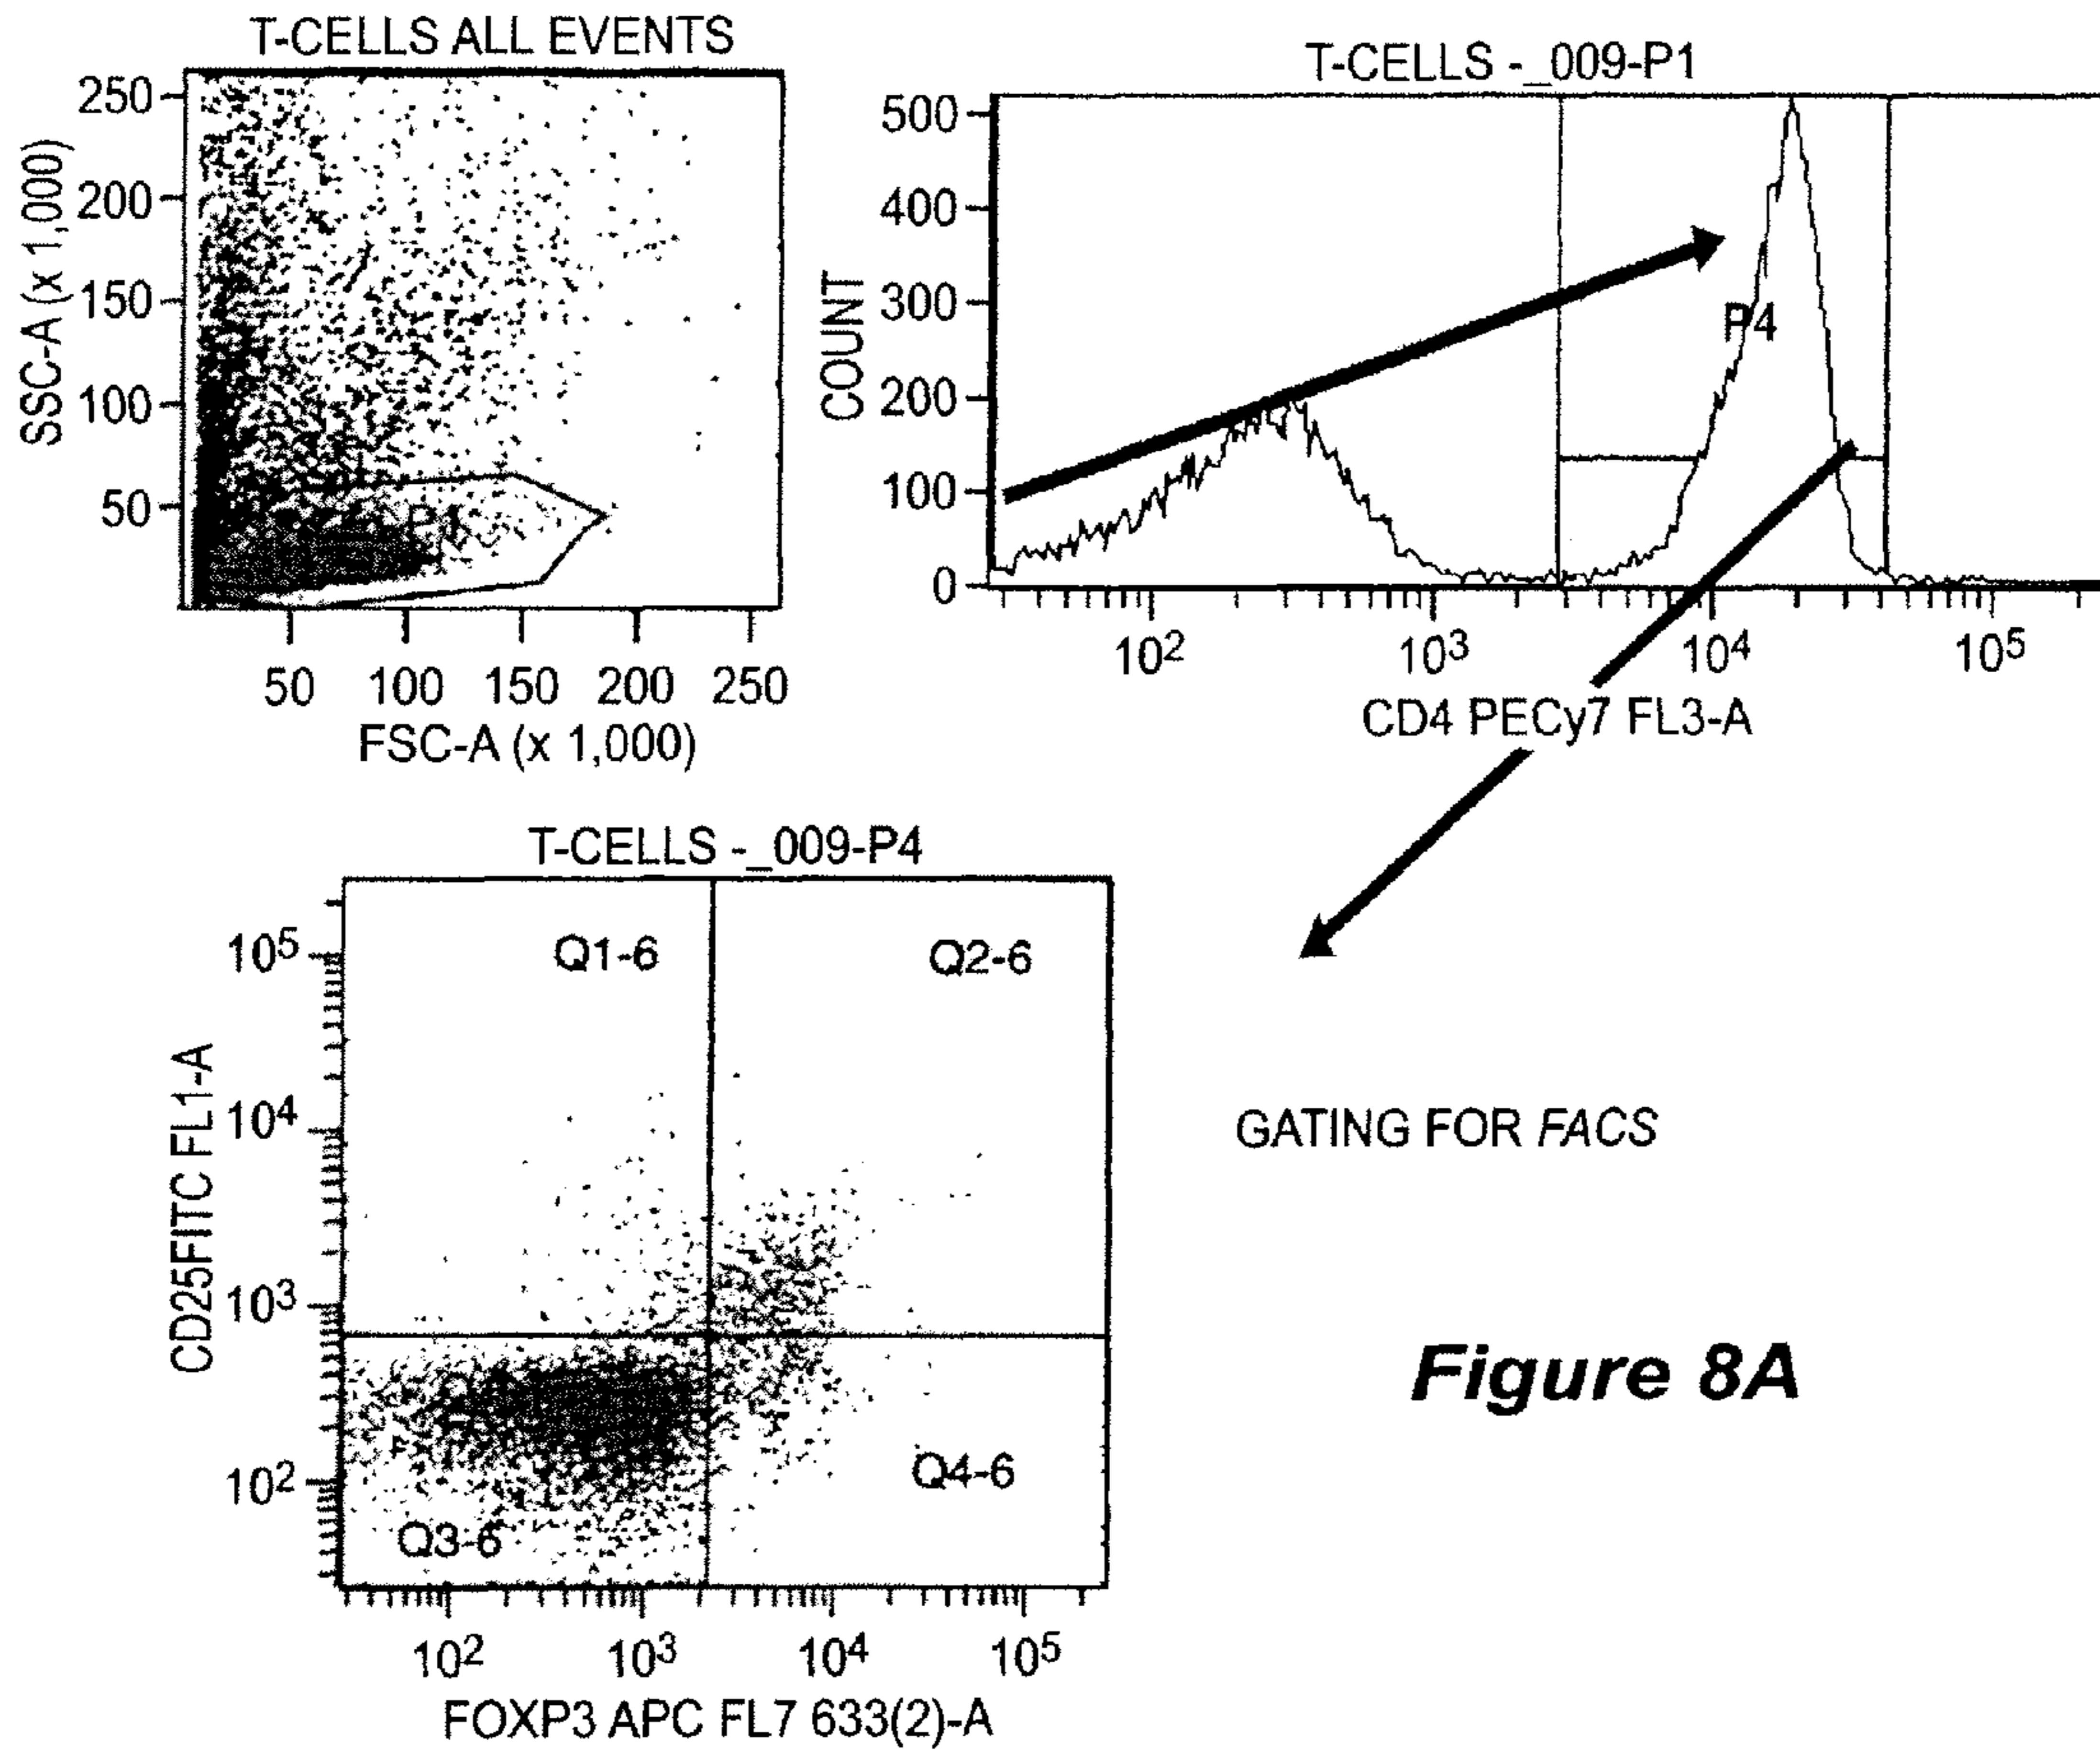 T-CELLS ALL EVENTS
250
200
150
100
50
SSC-A (x 1,000)
P1
50 100 150 200 250
FSC-A (x 1,000)
T-CELLS -_009-P1
500
400
300
200
100
0
COUNT
P4
10² 10³ 10⁴ 10⁵
CD4 PECy7 FL3-A
T-CELLS -_009-P4
Q1-6 Q2-6
10⁵
10⁴
10³
10²
CD25FITC FL1-A
Q3-6 Q4-6
10² 10³ 10⁴ 10⁵
FOXP3 APC FL7 633(2)-A
GATING FOR FACS
Figure 8A